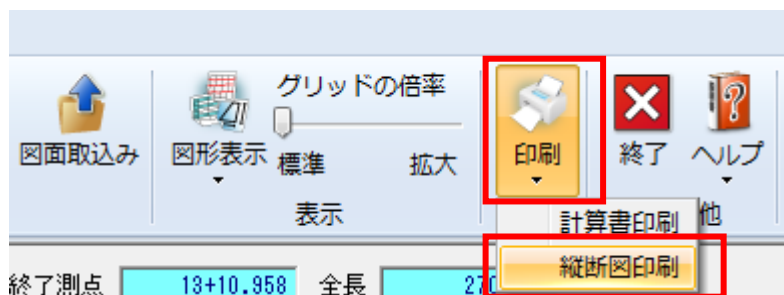 グリッドの倍率
図面取込み 図形表示 標準 拡大 印刷 終了 ヘルプ
表示 他
計算書印刷
縦断図印刷
終了測点 13+10.958 全長